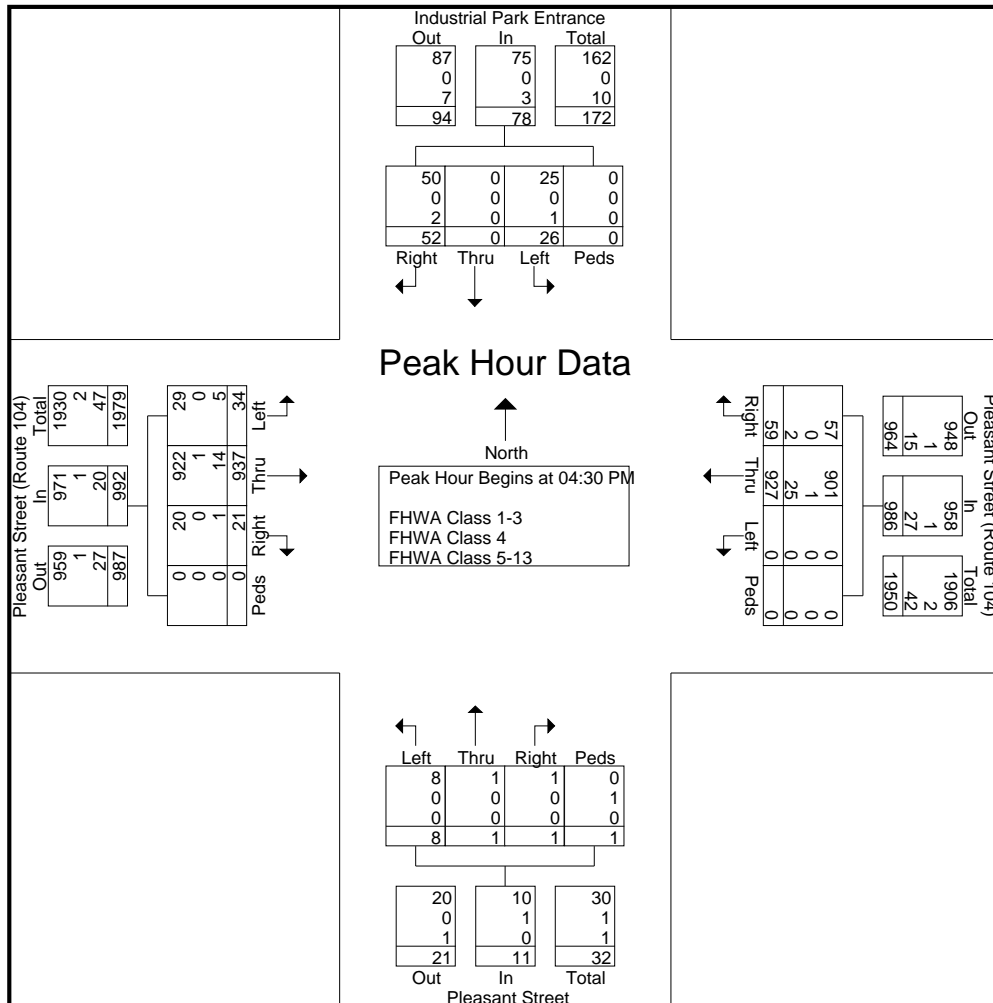 Industrial Park Entrance
Out In Total
87 75 162
0 0 0
7 3 10
94 78 172
50 0 25 0
0 0 0 0
2 0 1 0
52 0 26 0
Right Thru Left Peds
Peak Hour Data
North
Peak Hour Begins at 04:30 PM
FHWA Class 1-3
FHWA Class 4
FHWA Class 5-13
Pleasant Street (Route 104)
Out In Total
959 971 1930
1 1 2
27 20 47
987 992 1979
29 922 20 0
0 1 0 0
5 14 1 0
34 937 21 0
Left Thru Right Peds
Pleasant Street (Route 104)
Out In Total
948 958 1906
1 1 2
15 27 42
964 986 1950
57 901 0 0
0 1 0 0
2 25 0 0
59 927 0 0
Right Thru Left Peds
Left Thru Right Peds
8 1 1 0
0 0 0 1
0 0 0 0
8 1 1 1
20 10 30
0 1 1
1 0 1
21 11 32
Out In Total
Pleasant Street